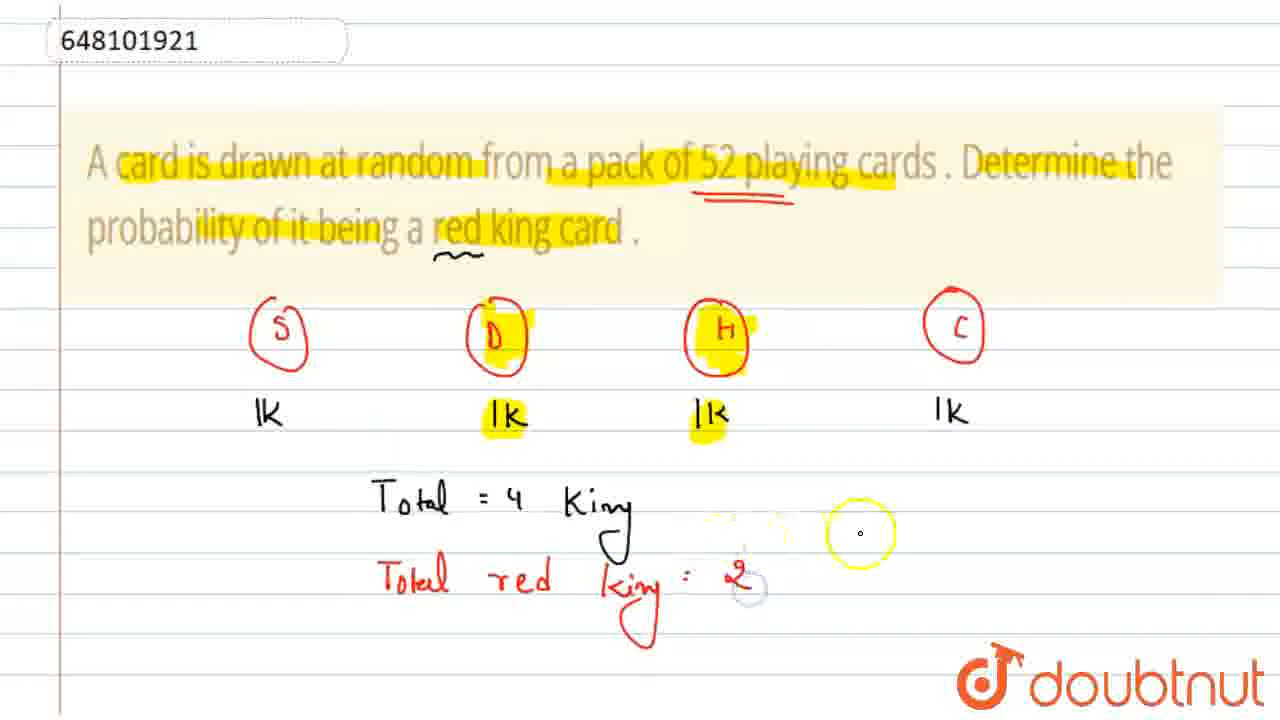 648101921
A card is drawn at random from a pack of 52 playing cards . Determine the
probability of it being a red king card .
S D H C
1K 1K 1K 1K
Total = 4 King
Total red king = 2
doubtnut